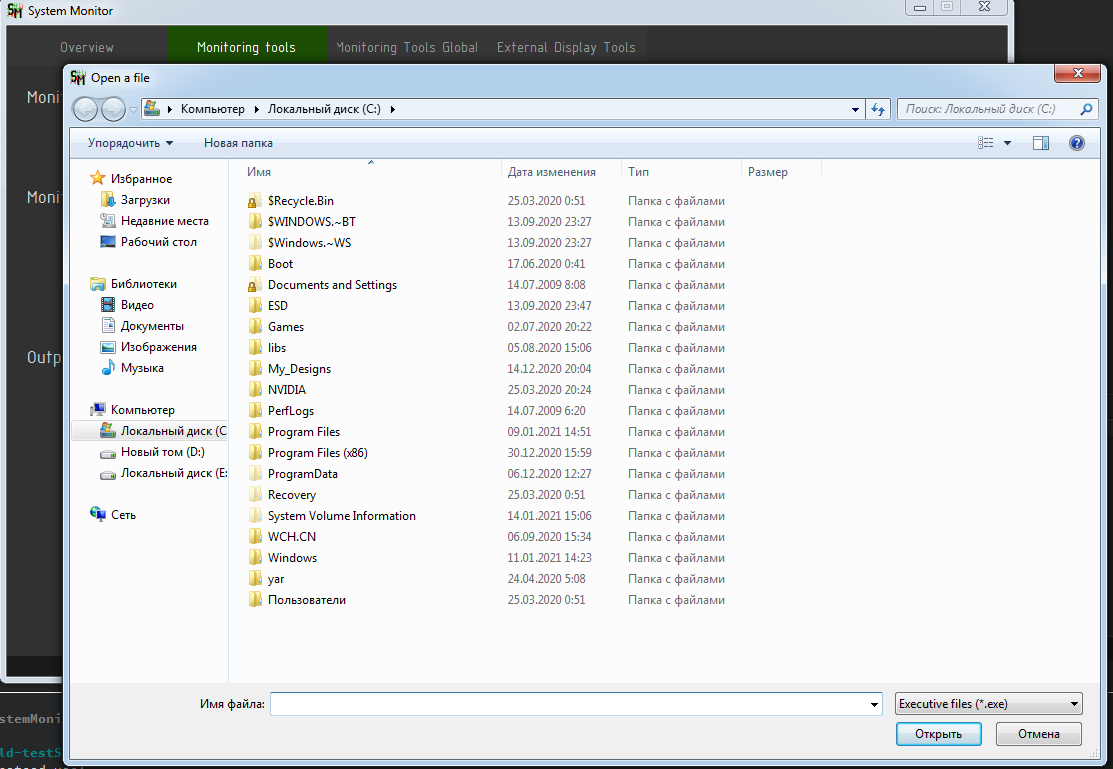 System Monitor
Overview Monitoring tools Monitoring Tools Global External Display Tools
Open a file
Компьютер Локальный диск (C:) Поиск: Локальный диск (C:)
Упорядочить Новая папка
Имя Дата изменения Тип Размер
Избранное
Загрузки
Недавние места
Рабочий стол
Библиотеки
Видео
Документы
Изображения
Музыка
Компьютер
Локальный диск (C
Новый том (D:)
Локальный диск (E:
Сеть
$Recycle.Bin 25.03.2020 0:51 Папка с файлами
$WINDOWS.~BT 13.09.2020 23:27 Папка с файлами
$Windows.~WS 13.09.2020 23:27 Папка с файлами
Boot 17.06.2020 0:41 Папка с файлами
Documents and Settings 14.07.2009 8:08 Папка с файлами
ESD 13.09.2020 23:47 Папка с файлами
Games 02.07.2020 20:22 Папка с файлами
libs 05.08.2020 15:06 Папка с файлами
My_Designs 14.12.2020 20:04 Папка с файлами
NVIDIA 25.03.2020 20:24 Папка с файлами
PerfLogs 14.07.2009 6:20 Папка с файлами
Program Files 09.01.2021 14:51 Папка с файлами
Program Files (x86) 30.12.2020 15:59 Папка с файлами
ProgramData 06.12.2020 12:27 Папка с файлами
Recovery 25.03.2020 0:51 Папка с файлами
System Volume Information 14.01.2021 15:06 Папка с файлами
WCH.CN 06.09.2020 15:34 Папка с файлами
Windows 11.01.2021 14:23 Папка с файлами
yar 24.04.2020 5:08 Папка с файлами
Пользователи 25.03.2020 0:51 Папка с файлами
Monit
Monit
Outp
Имя файла: Executive files (*.exe)
Открыть Отмена
stemMoni
ld-testS